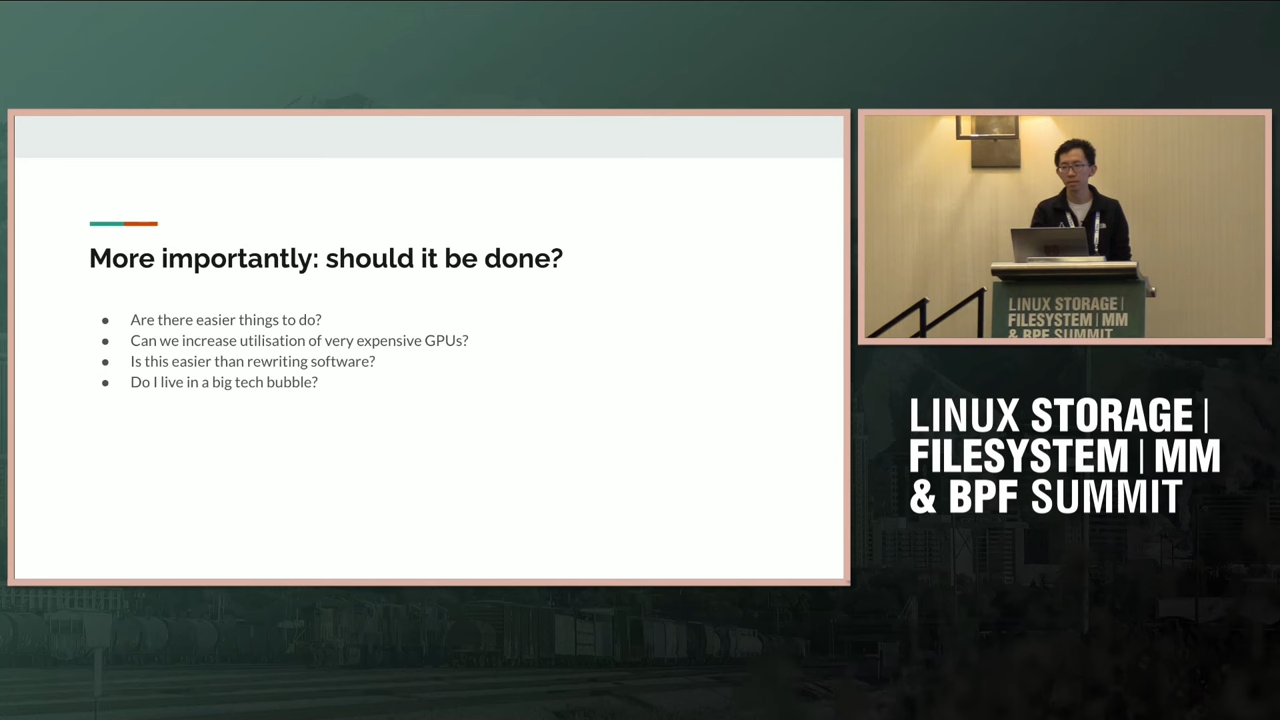 More importantly: should it be done?
● Are there easier things to do?
● Can we increase utilisation of very expensive GPUs?
● Is this easier than rewriting software?
● Do I live in a big tech bubble?
LINUX STORAGE |
FILESYSTEM | MM
& BPF SUMMIT
LINUX STORAGE |
FILESYSTEM | MM
& BPF SUMMIT